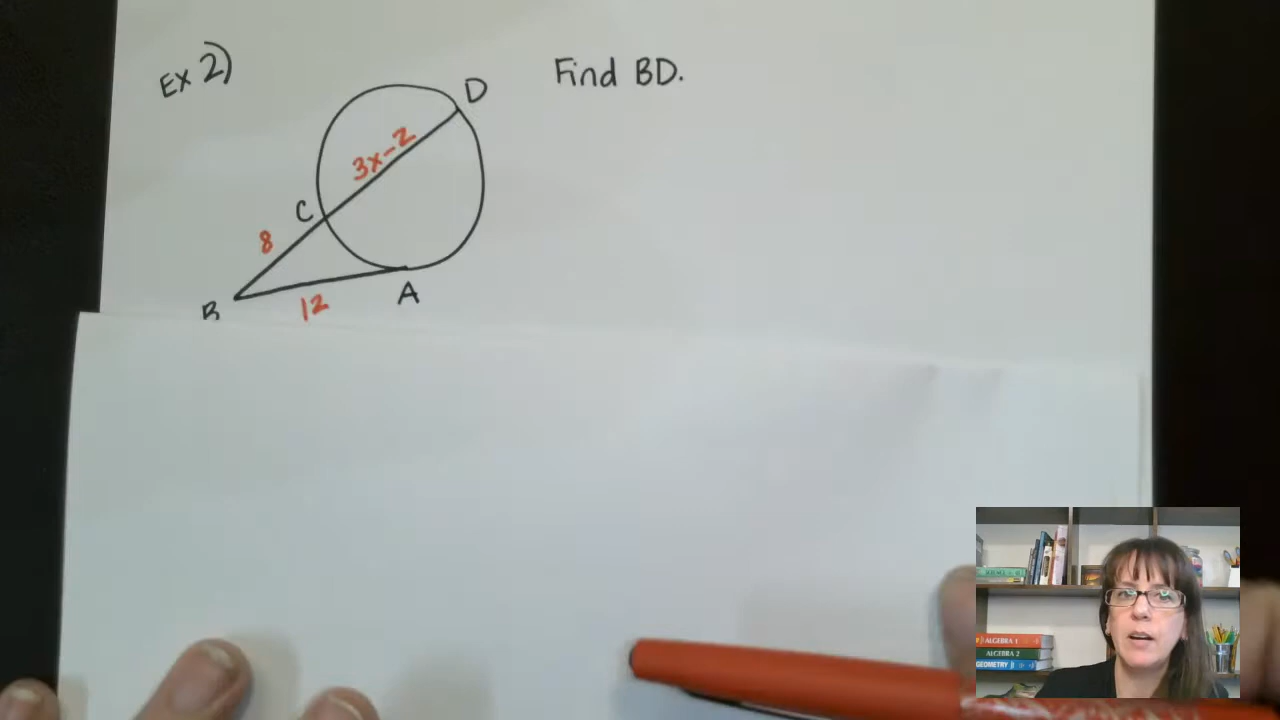 Ex 2)
Find BD.
D
3x-2
C
8
B
12
A
ALGEBRA 1
ALGEBRA 2
GEOMETRY